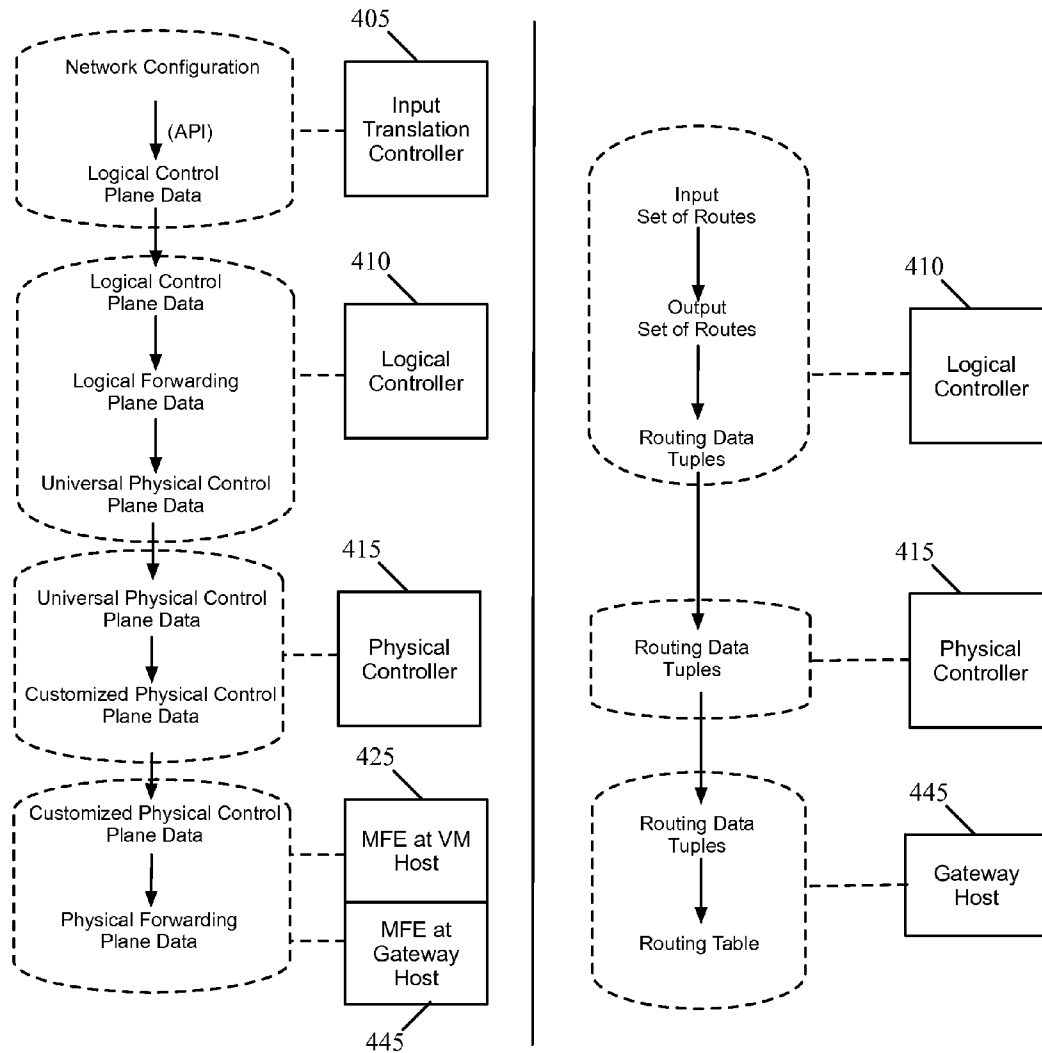 405
Network Configuration
(API)
Logical Control
Plane Data
Input
Translation
Controller
Logical Control
Plane Data
Logical Forwarding
Plane Data
Universal Physical Control
Plane Data
410
Logical
Controller
Universal Physical Control
Plane Data
Customized Physical Control
Plane Data
415
Physical
Controller
Customized Physical Control
Plane Data
Physical Forwarding
Plane Data
425
MFE at VM
Host
MFE at
Gateway
Host
445
Input
Set of Routes
Output
Set of Routes
Routing Data
Tuples
410
Logical
Controller
Routing Data
Tuples
415
Physical
Controller
Routing Data
Tuples
Routing Table
445
Gateway
Host